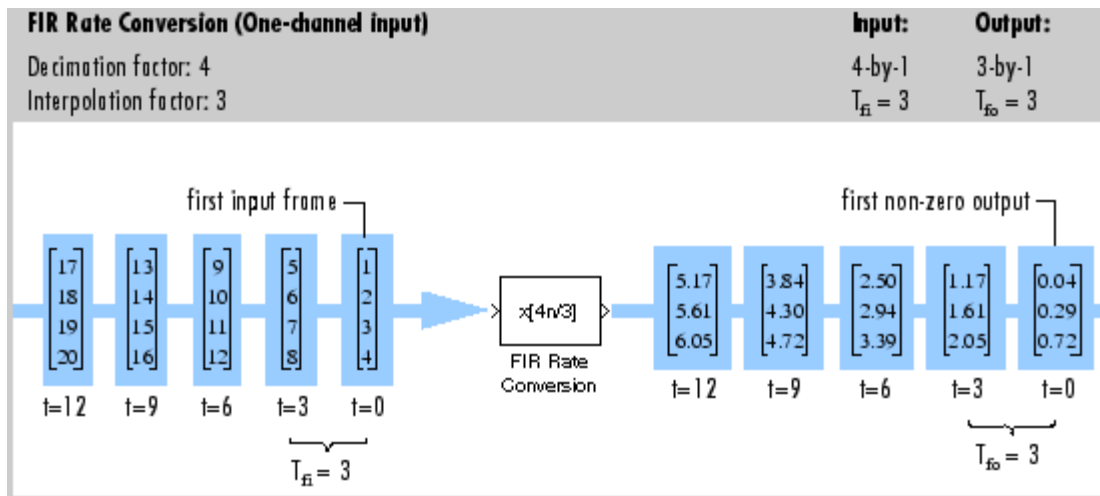 FIR Rate Conversion (One-channel input) Input: Output:
Decimation factor: 4 4-by-1 3-by-1
Interpolation factor: 3 Tfi = 3 Tfo = 3
first input frame first non-zero output
17 13 9 5 1 5.17 3.84 2.50 1.17 0.04
18 14 10 6 2 5.61 4.30 2.94 1.61 0.29
19 15 11 7 3 6.05 4.72 3.39 2.05 0.72
20 16 12 8 4
x[4n/3]
FIR Rate
Conversion
t=12 t=9 t=6 t=3 t=0 t=12 t=9 t=6 t=3 t=0
Tfi = 3 Tfo = 3